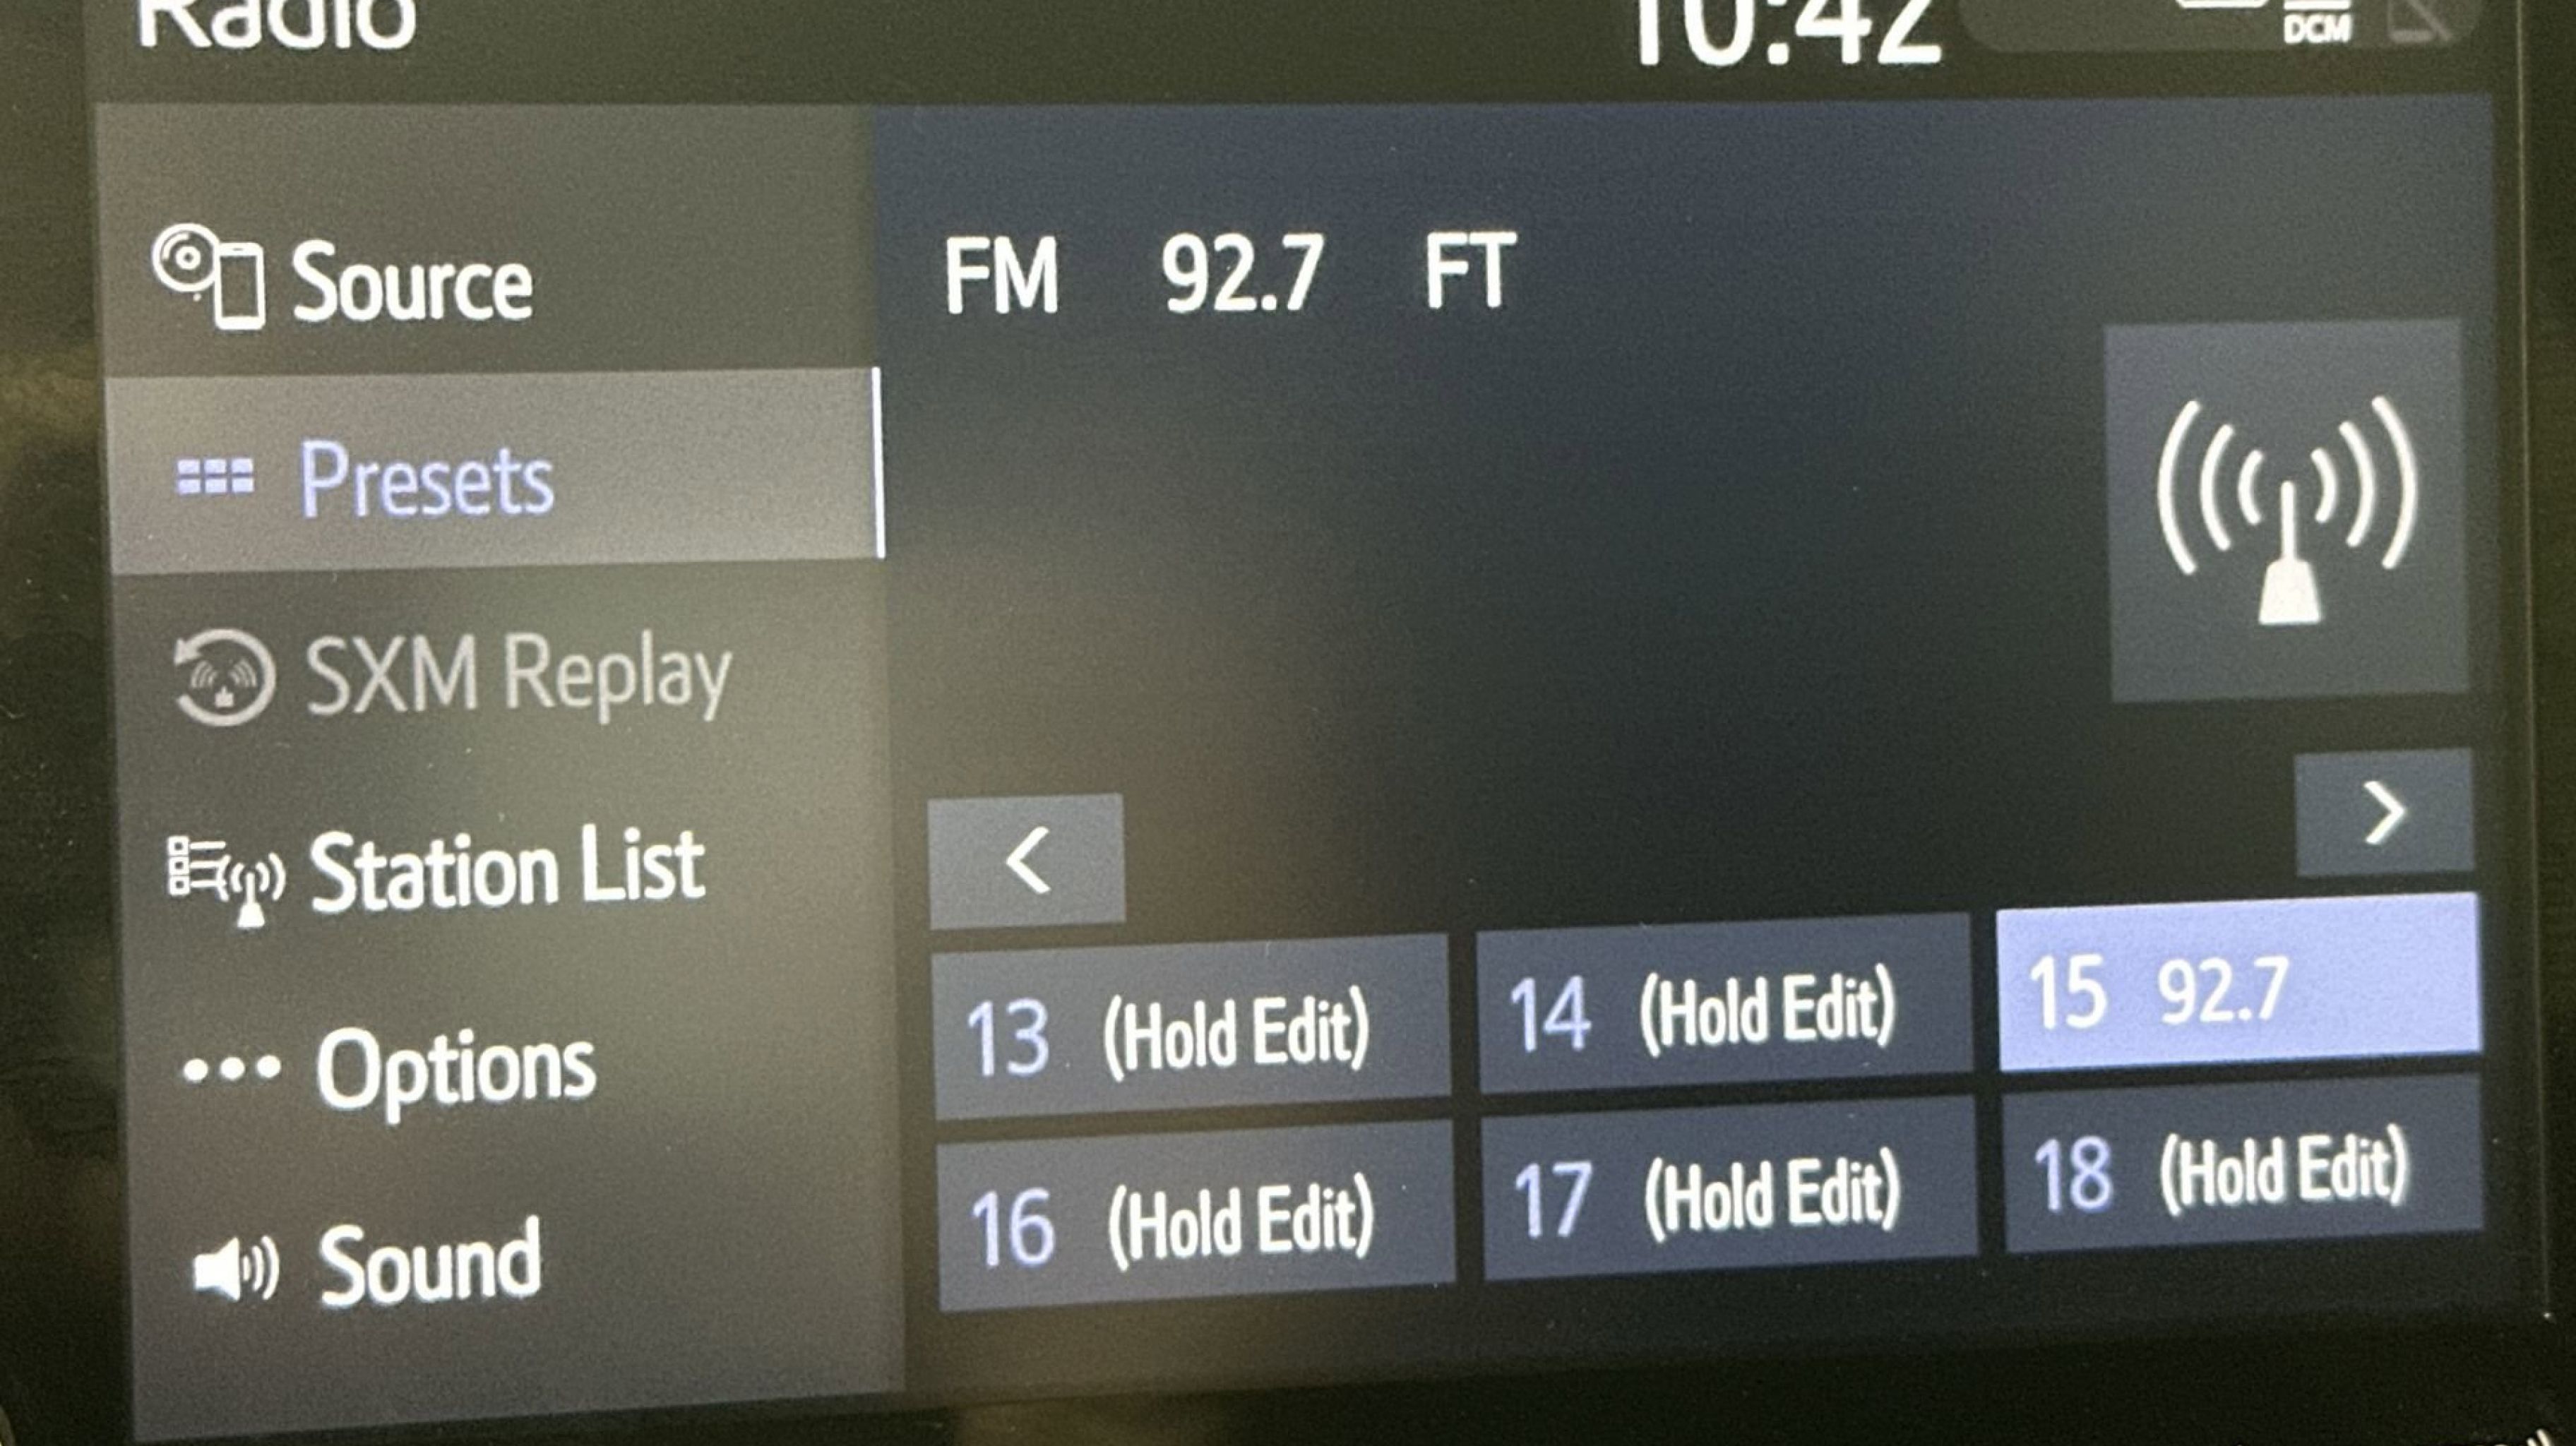 Radio 10:42 DCM
Source
FM 92.7 FT
Presets
SXM Replay
Station List
Options
Sound
13 (Hold Edit) 14 (Hold Edit) 15 92.7
16 (Hold Edit) 17 (Hold Edit) 18 (Hold Edit)